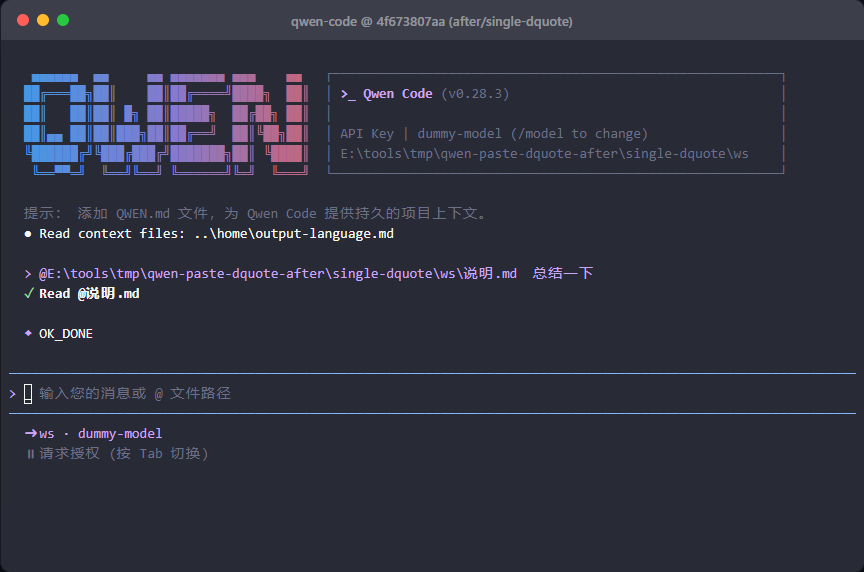 qwen-code @ 4f673807aa (after/single-dquote)
QWEN
>_ Qwen Code (v0.28.3)
API Key | dummy-model (/model to change)
E:\tools\tmp\qwen-paste-dquote-after\single-dquote\ws
提示: 添加 QWEN.md 文件, 为 Qwen Code 提供持久的项目上下文。
● Read context files: ..\home\output-language.md
> @E:\tools\tmp\qwen-paste-dquote-after\single-dquote\ws\说明.md  总结一下
✓ Read @说明.md
◆ OK_DONE
> 输入您的消息或 @ 文件路径
➜ws · dummy-model
⏸请求授权 (按 Tab 切换)